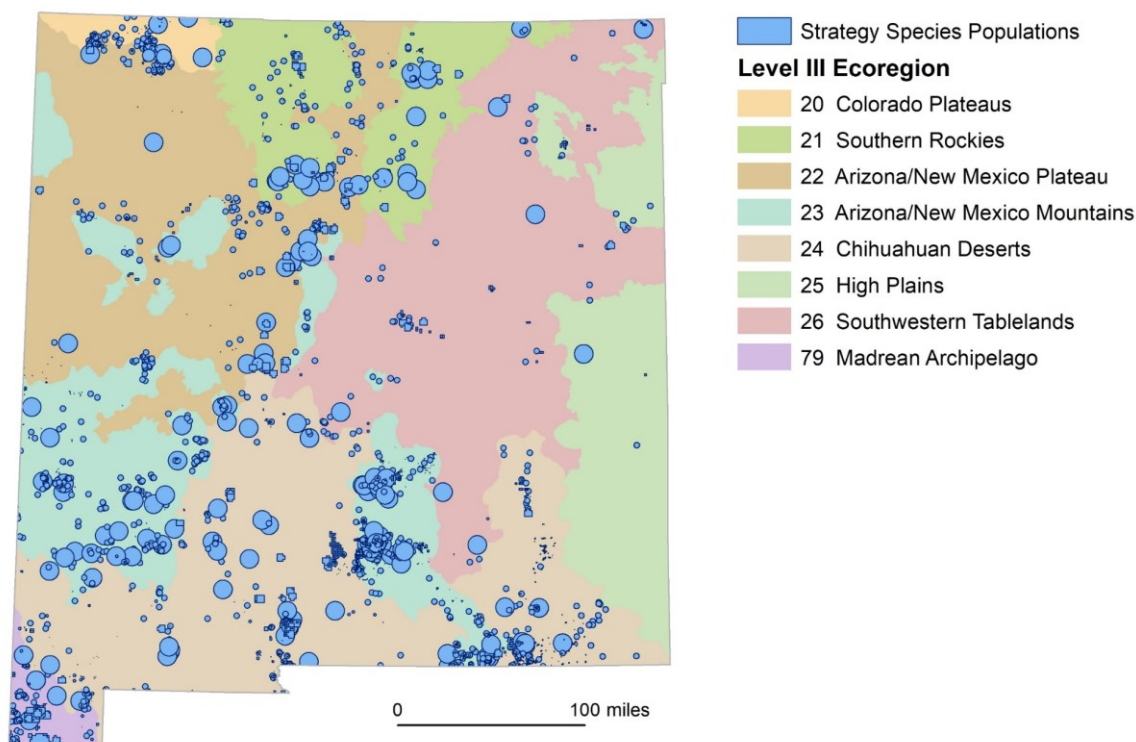 Strategy Species Populations
Level III Ecoregion
20 Colorado Plateaus
21 Southern Rockies
22 Arizona/New Mexico Plateau
23 Arizona/New Mexico Mountains
24 Chihuahuan Deserts
25 High Plains
26 Southwestern Tablelands
79 Madrean Archipelago
0 100 miles